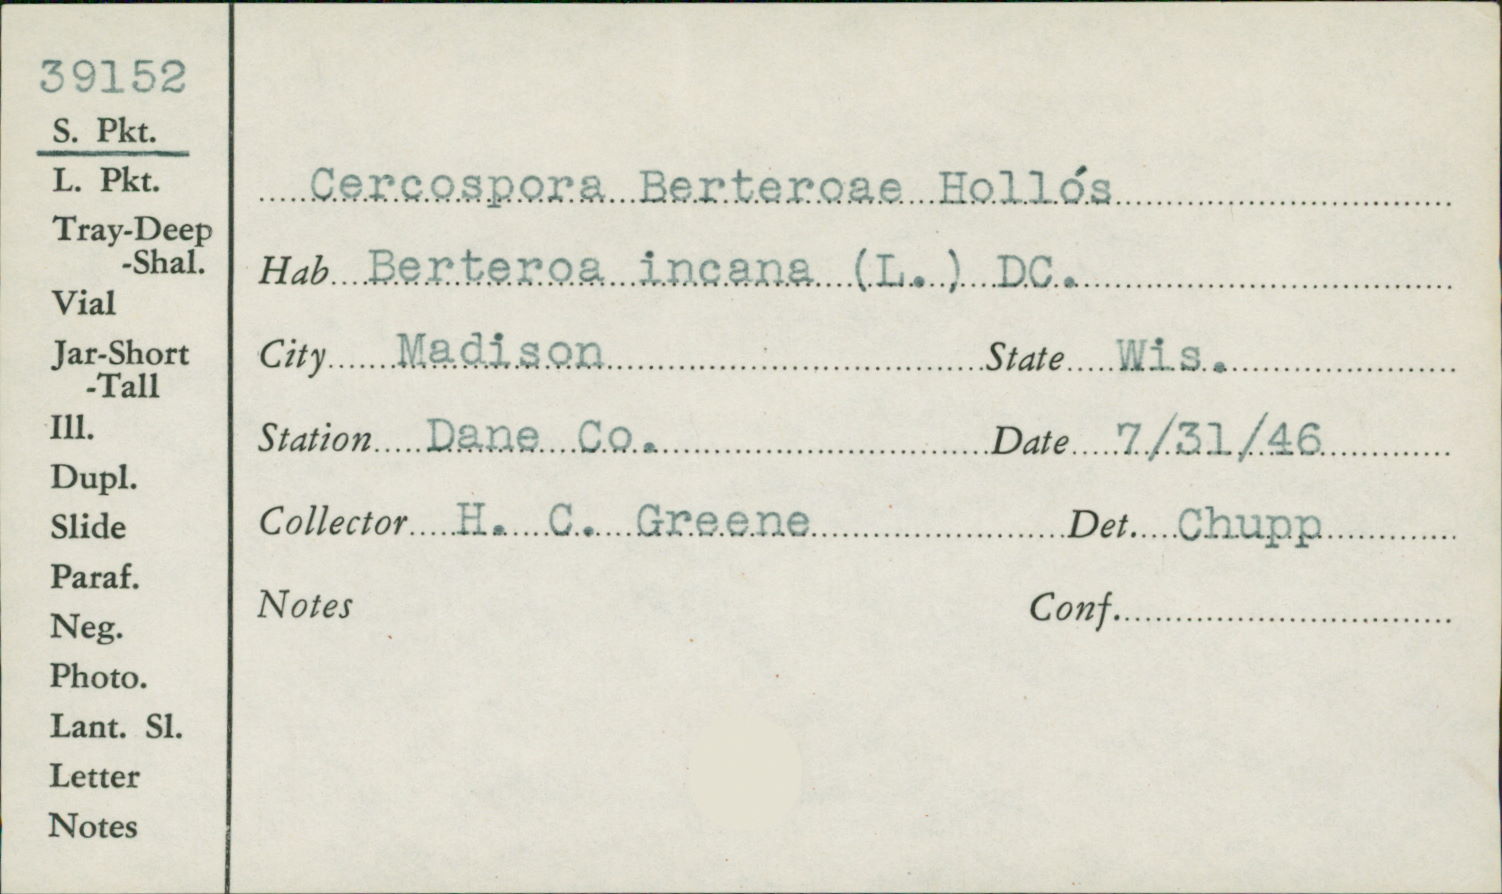 39152
S. Pkt.
L. Pkt.
Tray-Deep
-Shal.
Vial
Jar-Short
-Tall
Ill.
Dupl.
Slide
Paraf.
Neg.
Photo.
Lant. Sl.
Letter
Notes
Cercospora Berteroae Hollós
Hab Berteroa incana (L.) DC.
City Madison State Wis.
Station Dane Co. Date 7/31/46
Collector H. C. Greene Det. Chupp
Notes Conf.